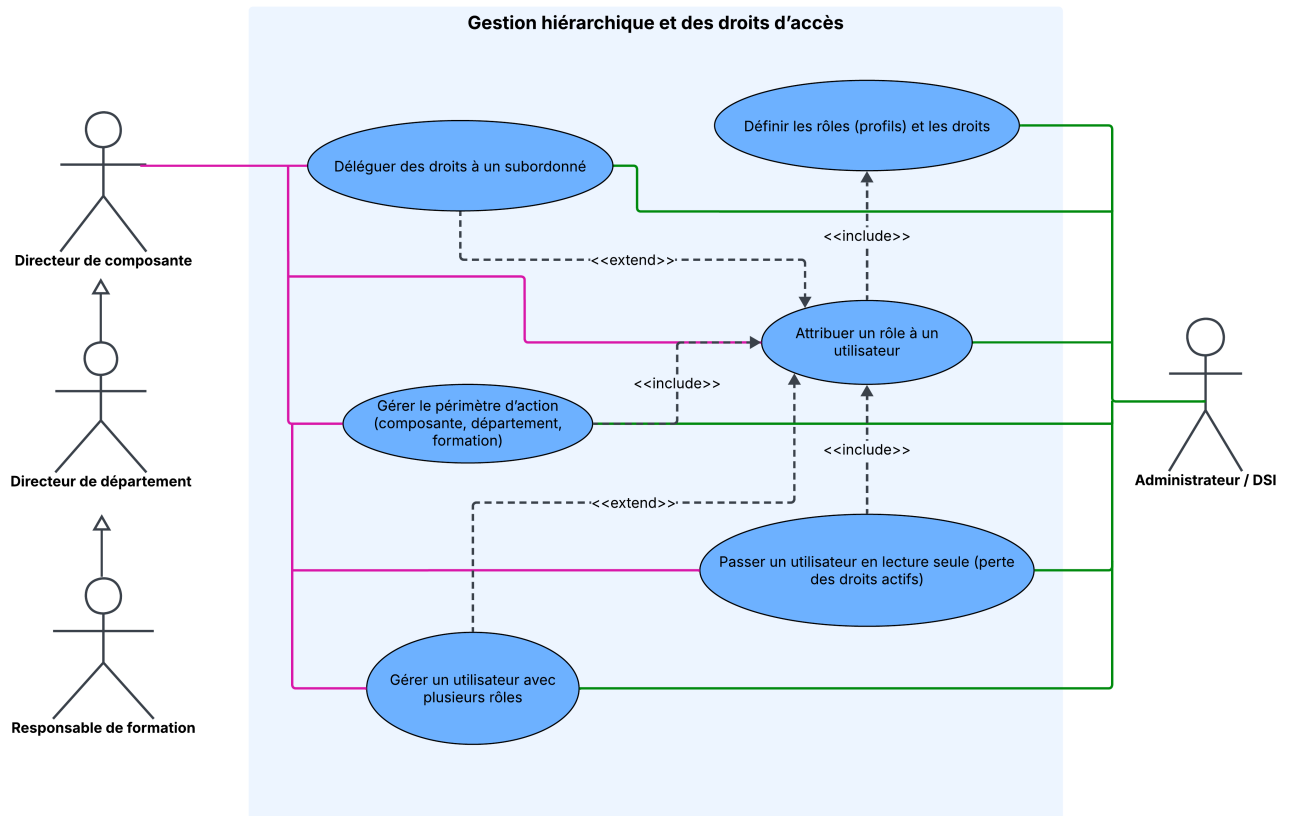 Gestion hiérarchique et des droits d’accès
Définir les rôles (profils) et les droits
Déléguer des droits à un subordonné
<<include>>
Directeur de composante
<<extend>>
Attribuer un rôle à un
utilisateur
<<include>>
Gérer le périmètre d’action
(composante, département,
formation)
<<include>>
Directeur de département
Administrateur / DSI
<<extend>>
Passer un utilisateur en lecture seule (perte
des droits actifs)
Gérer un utilisateur avec
plusieurs rôles
Responsable de formation